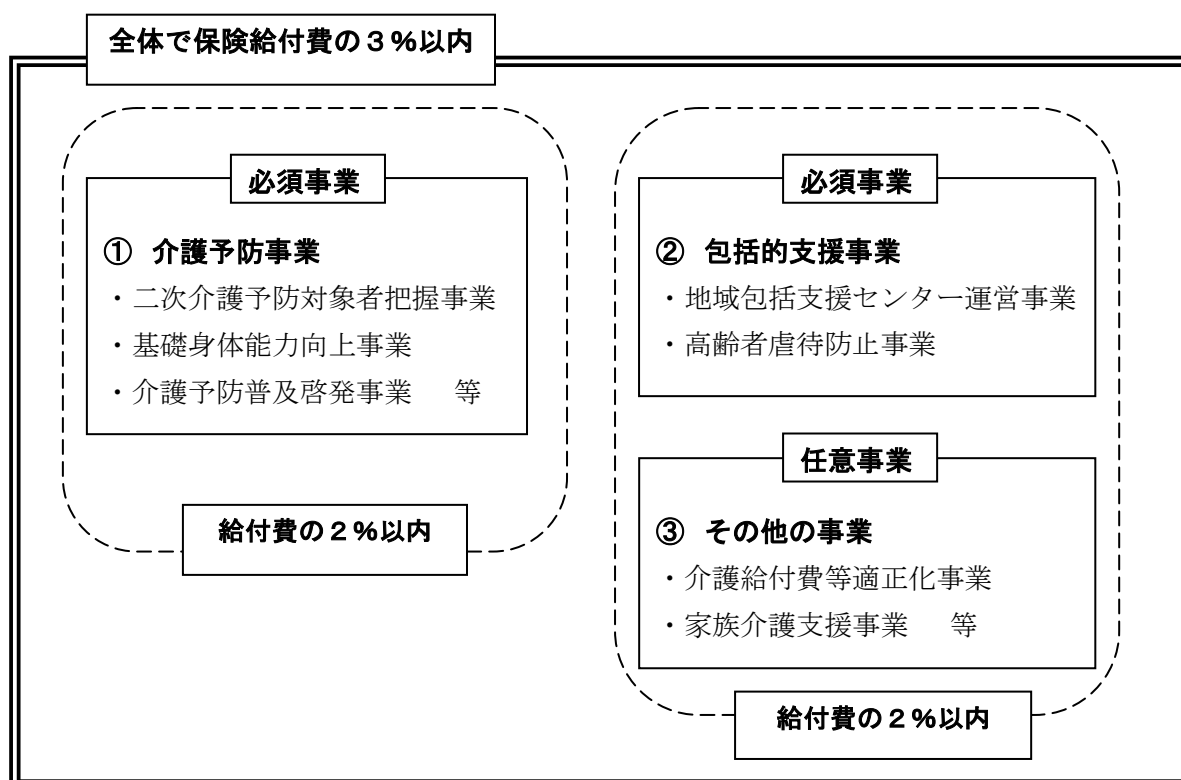 全体で保険給付費の３％以内
必須事業
① 介護予防事業
・二次介護予防対象者把握事業
・基礎身体能力向上事業
・介護予防普及啓発事業　等
給付費の２％以内
必須事業
② 包括的支援事業
・地域包括支援センター運営事業
・高齢者虐待防止事業
任意事業
③ その他の事業
・介護給付費等適正化事業
・家族介護支援事業　等
給付費の２％以内